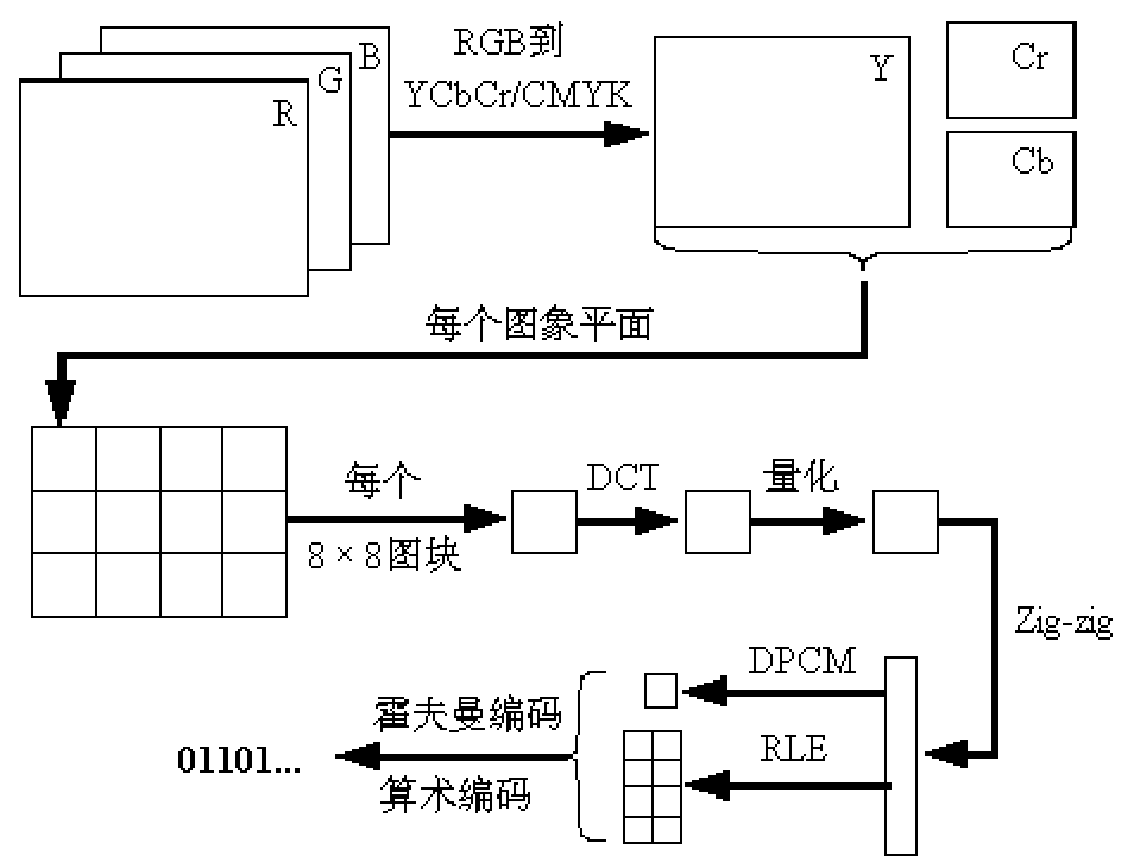 B
G
R
RGB到
YCbCr/CMYK
Y
Cr
Cb
每个图象平面
每个
8×8图块
DCT
量化
Zig-zig
DPCM
RLE
霍夫曼编码
算术编码
01101...